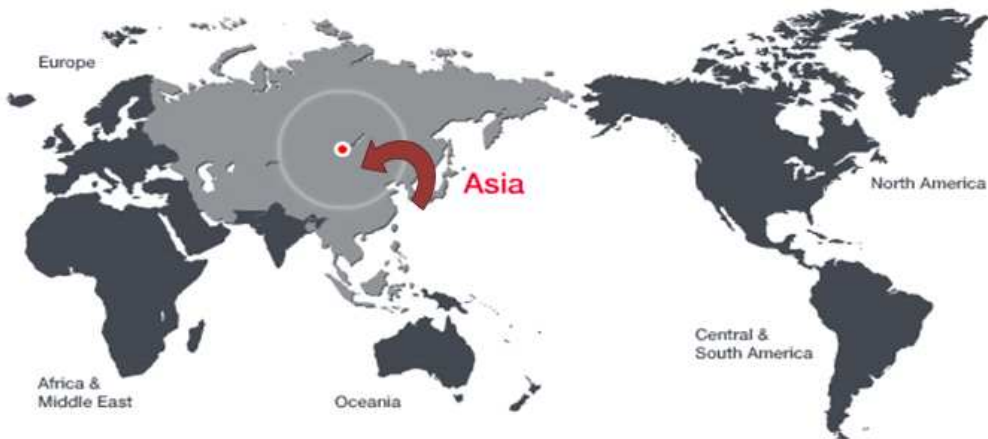 Europe
Asia
North America
Central &
South America
Africa &
Middle East
Oceania